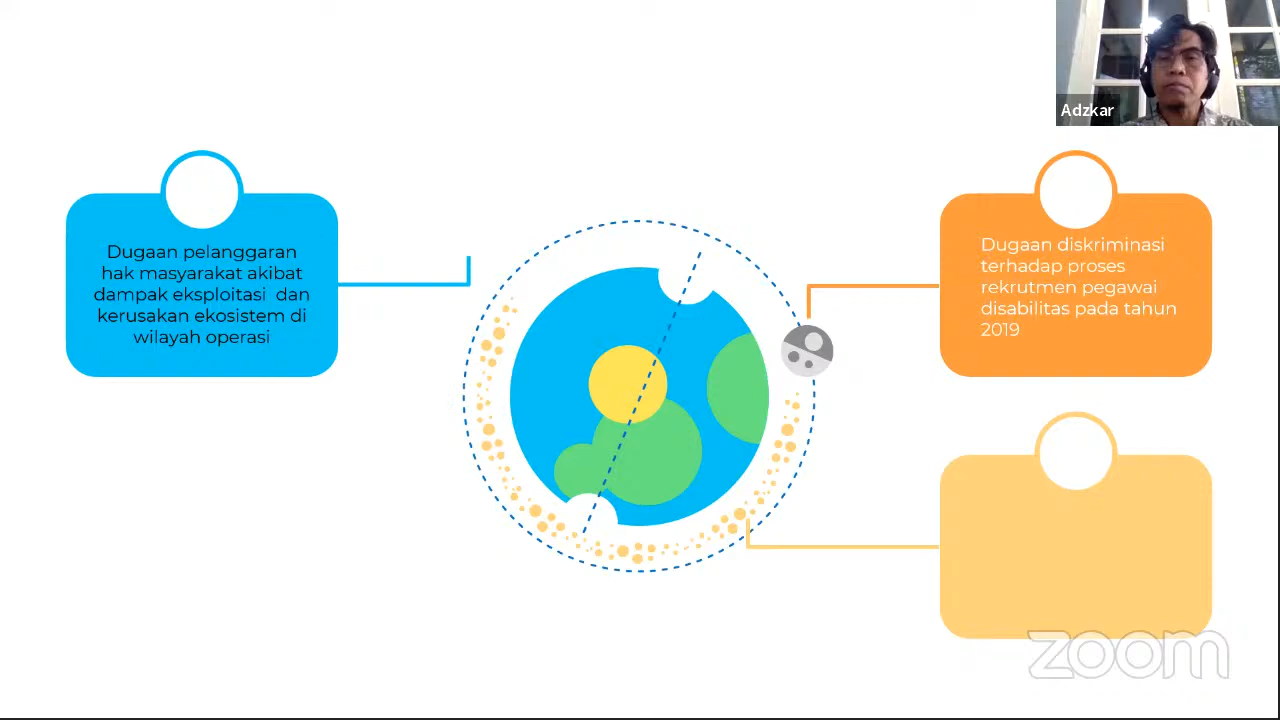 Adzkar
Dugaan pelanggaran
hak masyarakat akibat
dampak eksploitasi dan
kerusakan ekosistem di
wilayah operasi
Dugaan diskriminasi
terhadap proses
rekrutmen pegawai
disabilitas pada tahun
2019
zoom